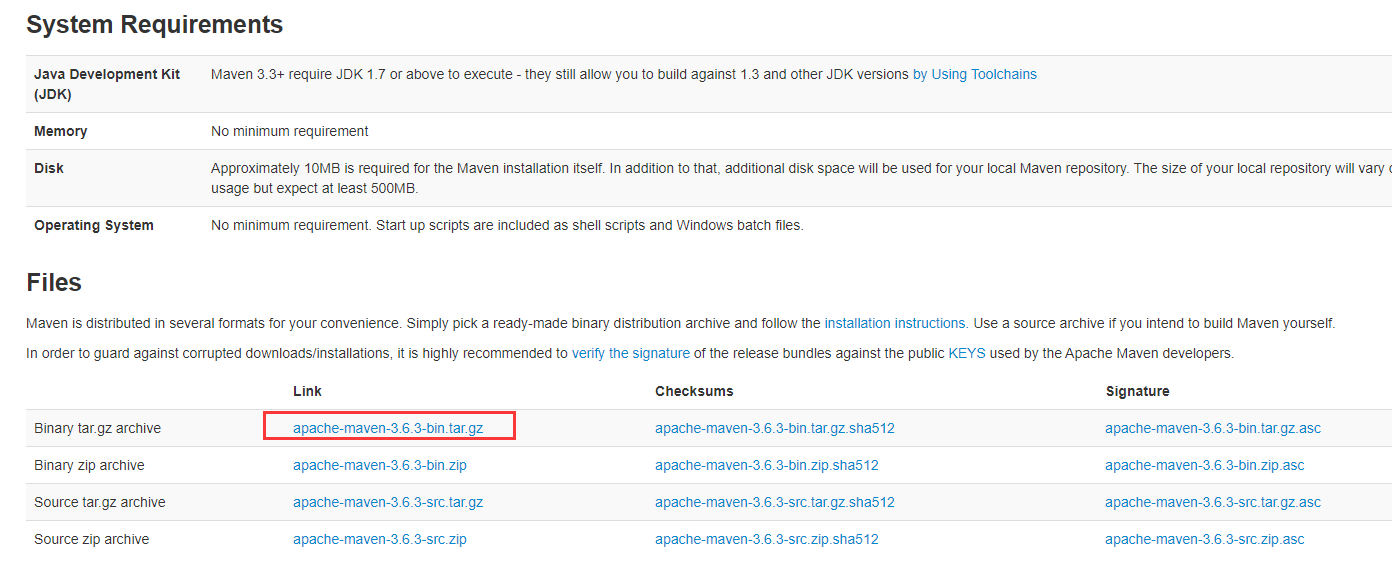 System Requirements
Java Development Kit Maven 3.3+ require JDK 1.7 or above to execute - they still allow you to build against 1.3 and other JDK versions by Using Toolchains
(JDK)
Memory No minimum requirement
Disk Approximately 10MB is required for the Maven installation itself. In addition to that, additional disk space will be used for your local Maven repository. The size of your local repository will vary
usage but expect at least 500MB.
Operating System No minimum requirement. Start up scripts are included as shell scripts and Windows batch files.
Files
Maven is distributed in several formats for your convenience. Simply pick a ready-made binary distribution archive and follow the installation instructions. Use a source archive if you intend to build Maven yourself.
In order to guard against corrupted downloads/installations, it is highly recommended to verify the signature of the release bundles against the public KEYS used by the Apache Maven developers.
Link Checksums Signature
Binary tar.gz archive apache-maven-3.6.3-bin.tar.gz apache-maven-3.6.3-bin.tar.gz.sha512 apache-maven-3.6.3-bin.tar.gz.asc
Binary zip archive apache-maven-3.6.3-bin.zip apache-maven-3.6.3-bin.zip.sha512 apache-maven-3.6.3-bin.zip.asc
Source tar.gz archive apache-maven-3.6.3-src.tar.gz apache-maven-3.6.3-src.tar.gz.sha512 apache-maven-3.6.3-src.tar.gz.asc
Source zip archive apache-maven-3.6.3-src.zip apache-maven-3.6.3-src.zip.sha512 apache-maven-3.6.3-src.zip.asc